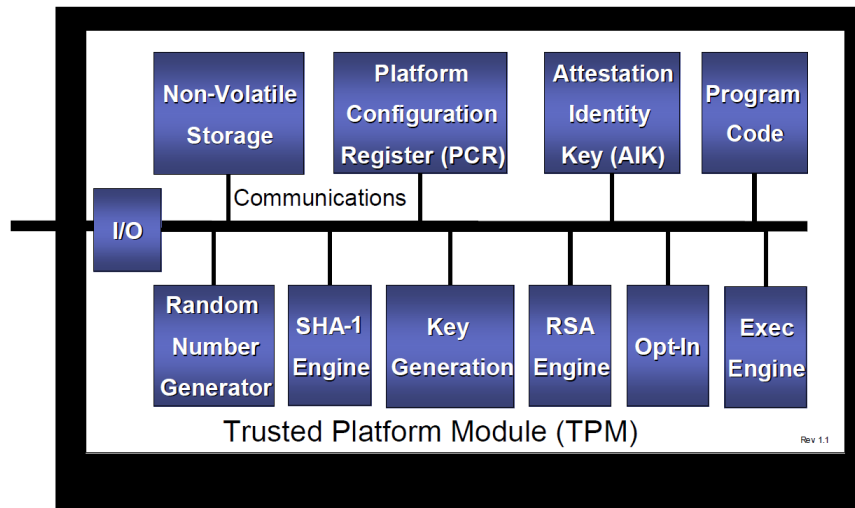 Non-Volatile
Storage
Platform
Configuration
Register (PCR)
Attestation
Identity
Key (AIK)
Program
Code
Communications
I/O
Random
Number
Generator
SHA-1
Engine
Key
Generation
RSA
Engine
Opt-In
Exec
Engine
Trusted Platform Module (TPM)
Rev 1.1